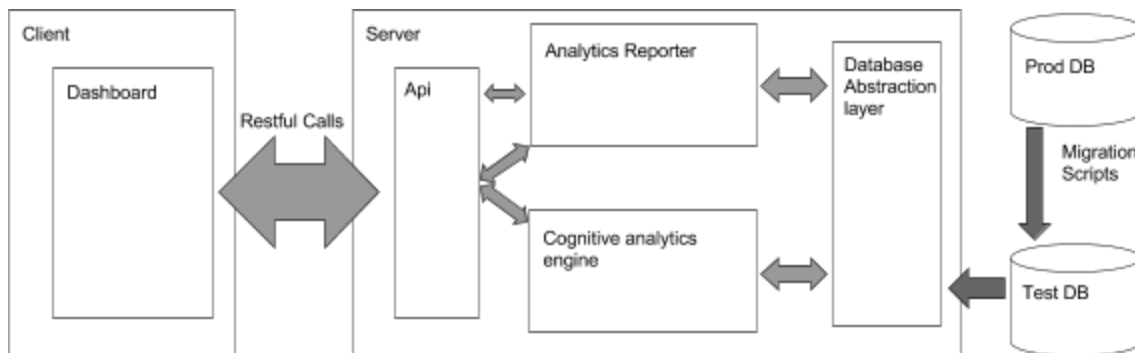 Client
Dashboard
Restful Calls
Server
Api
Analytics Reporter
Cognitive analytics
engine
Database
Abstraction
layer
Prod DB
Migration
Scripts
Test DB